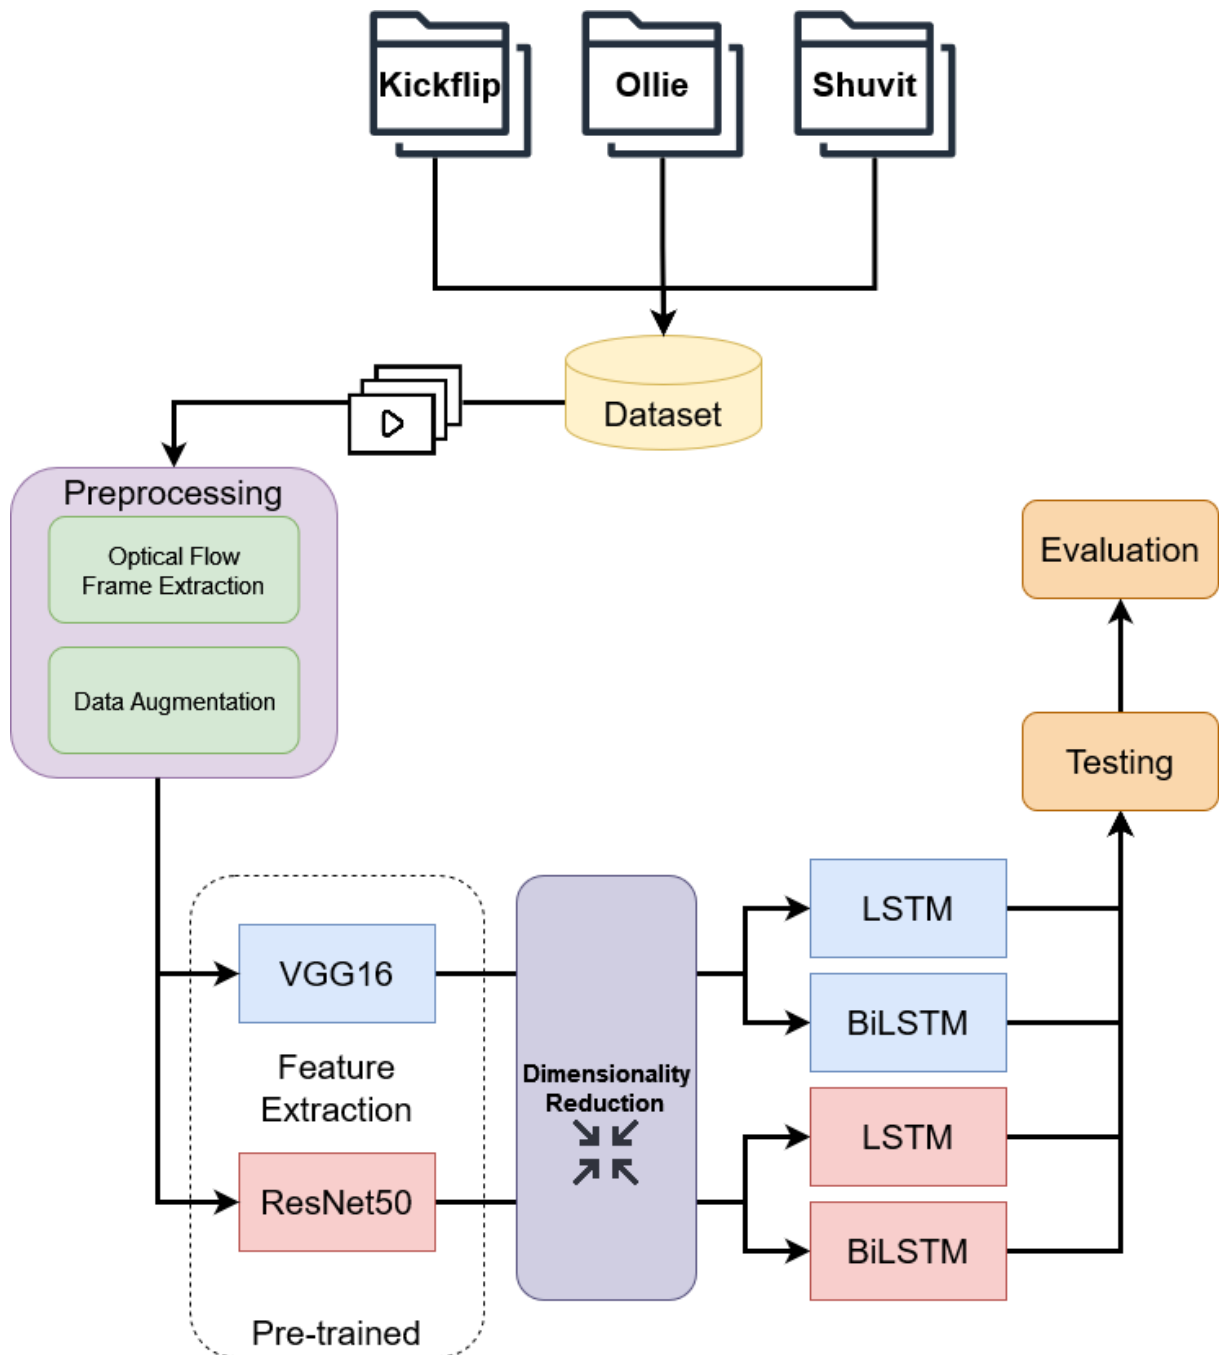 Kickflip
Ollie
Shuvit
Dataset
Preprocessing
Optical Flow
Frame Extraction
Data Augmentation
Evaluation
Testing
VGG16
Feature
Extraction
ResNet50
Pre-trained
Dimensionality
Reduction
LSTM
BiLSTM
LSTM
BiLSTM